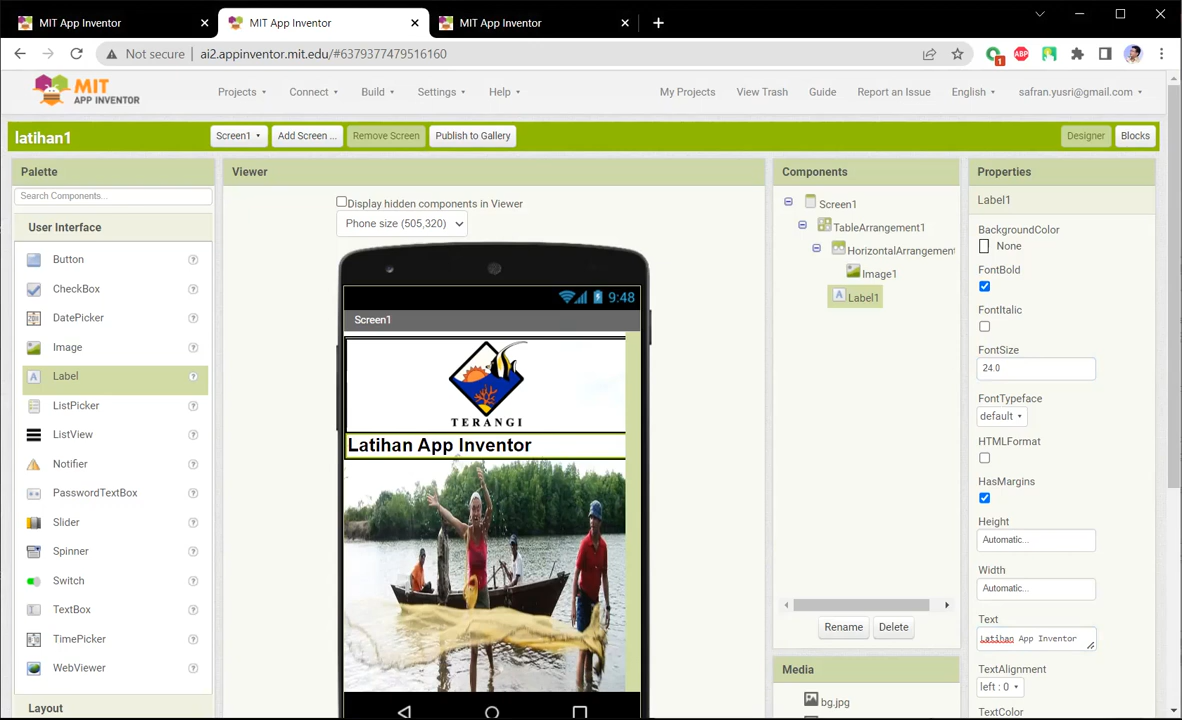 MIT App Inventor
MIT App Inventor
MIT App Inventor
Not secure
ai2.appinventor.mit.edu/#6379377479516160
ABP
1
MIT
APP INVENTOR
Projects
Connect
Build
Settings
Help
My Projects
View Trash
Guide
Report an Issue
English
safran.yusri@gmail.com
latihan1
Screen1
Add Screen ...
Remove Screen
Publish to Gallery
Designer
Blocks
Palette
Search Components...
User Interface
Button
CheckBox
DatePicker
Image
Label
ListPicker
ListView
Notifier
PasswordTextBox
Slider
Spinner
Switch
TextBox
TimePicker
WebViewer
Layout
Viewer
Display hidden components in Viewer
Phone size (505,320)
9:48
Screen1
TERANGI
Latihan App Inventor
Components
Screen1
TableArrangement1
HorizontalArrangement
Image1
Label1
Rename
Delete
Media
bg.jpg
Properties
Label1
BackgroundColor
None
FontBold
FontItalic
FontSize
24.0
FontTypeface
default
HTMLFormat
HasMargins
Height
Automatic...
Width
Automatic...
Text
Latihan App Inventor
TextAlignment
left : 0
TextColor